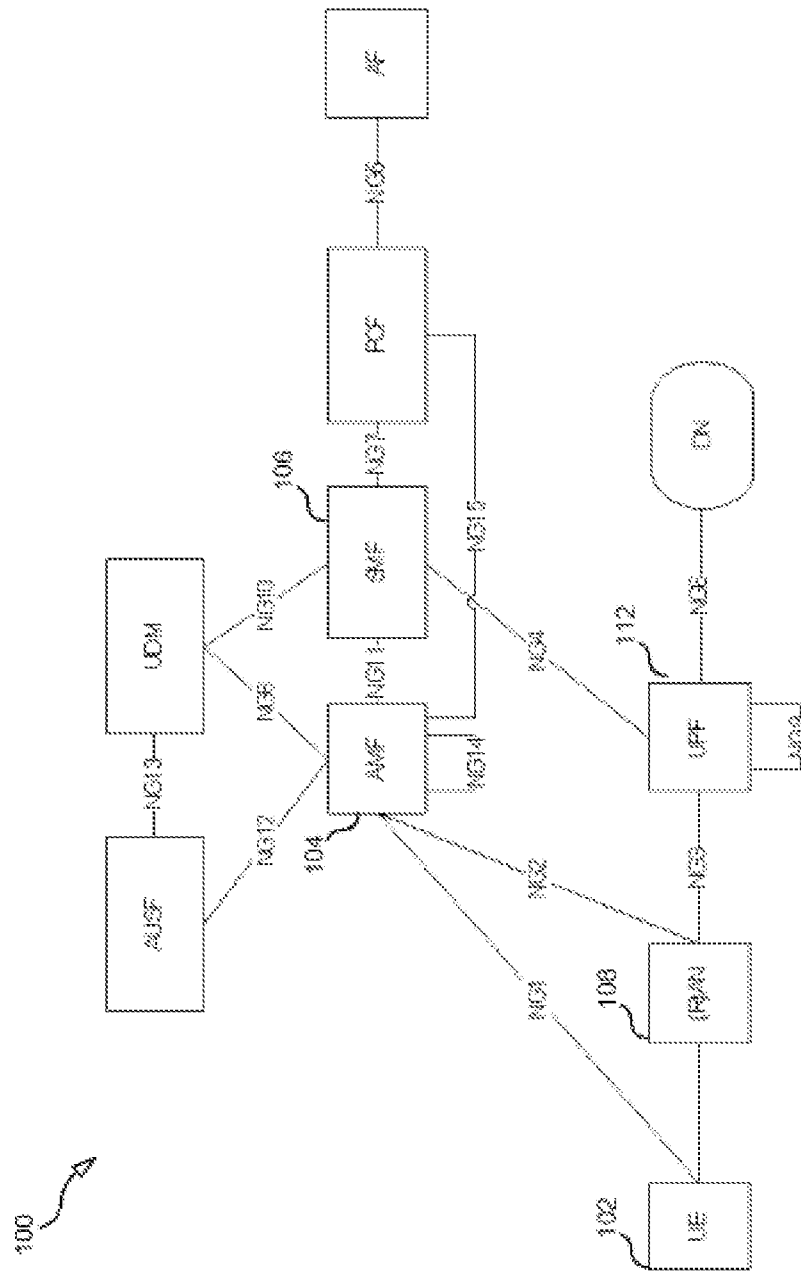 100
AUSF
NG13
UDM
NG12
NG8
NG10
106
104
AMF
NG11
SMF
NG7
PCF
NG5
AF
NG14
NG15
NG1
NG2
NG4
102
108
112
UE
(R)AN
NG3
UPF
NG6
DN
NG9